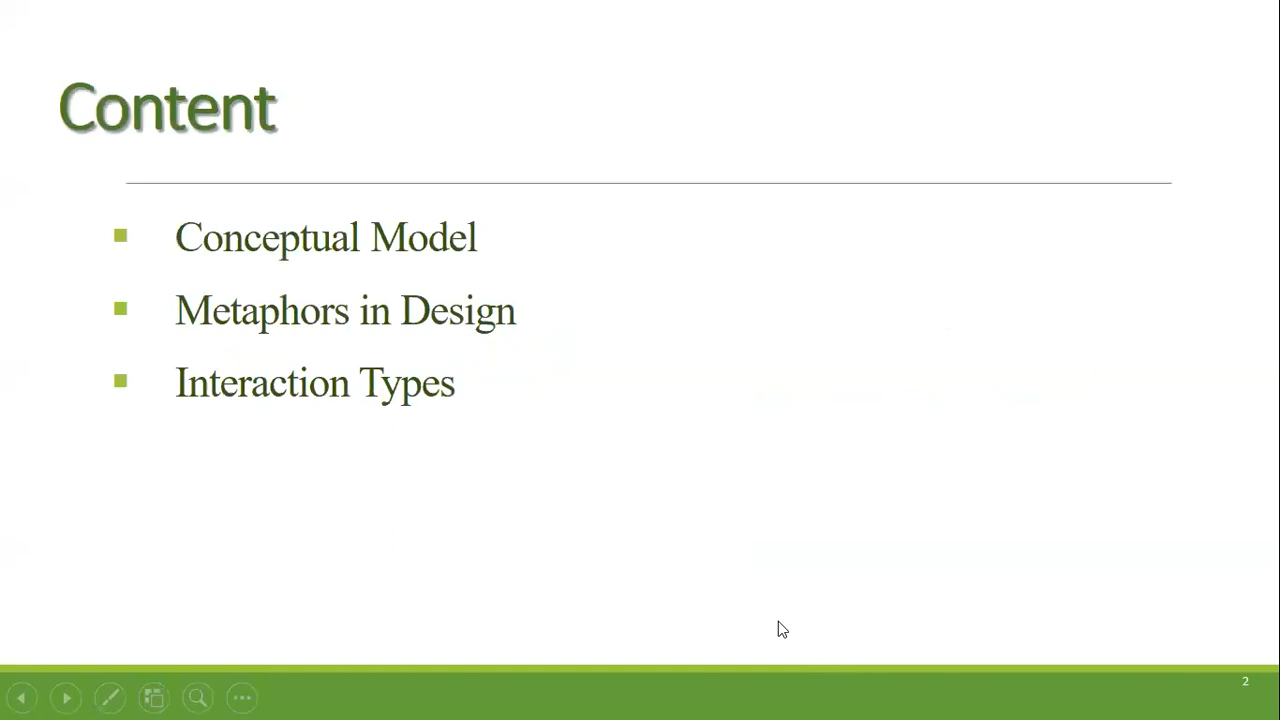 Content
Conceptual Model
Metaphors in Design
Interaction Types
2